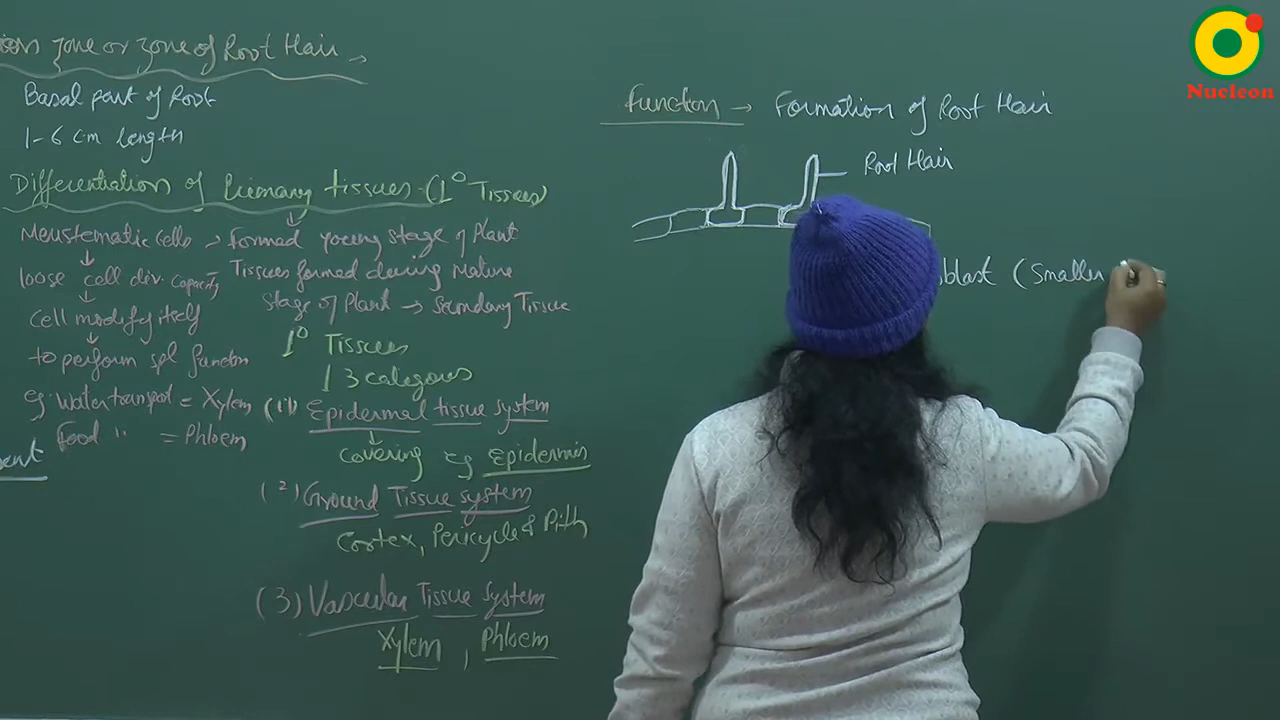 zone or zone of Root Hair
Basal part of Root
1-6 cm length
Differentiation of Primary tissues (1° Tissues)
Meristematic Cells → formed young stage of Plant
loose cell div. capacity
Tissues formed during Mature
stage of Plant → Secondary Tissue
Cell modify itself
to perform spl function
eg. water transport = Xylem
Food " = Phloem
1° Tissues
3 categories
(1) Epidermal tissue system
covering eg Epidermis
(2) Ground Tissue system
Cortex, Pericycle & Pith
(3) Vascular Tissue System
Xylem, Phloem
Function → Formation of Root Hair
Root Hair
blast (Smaller
Nucleon